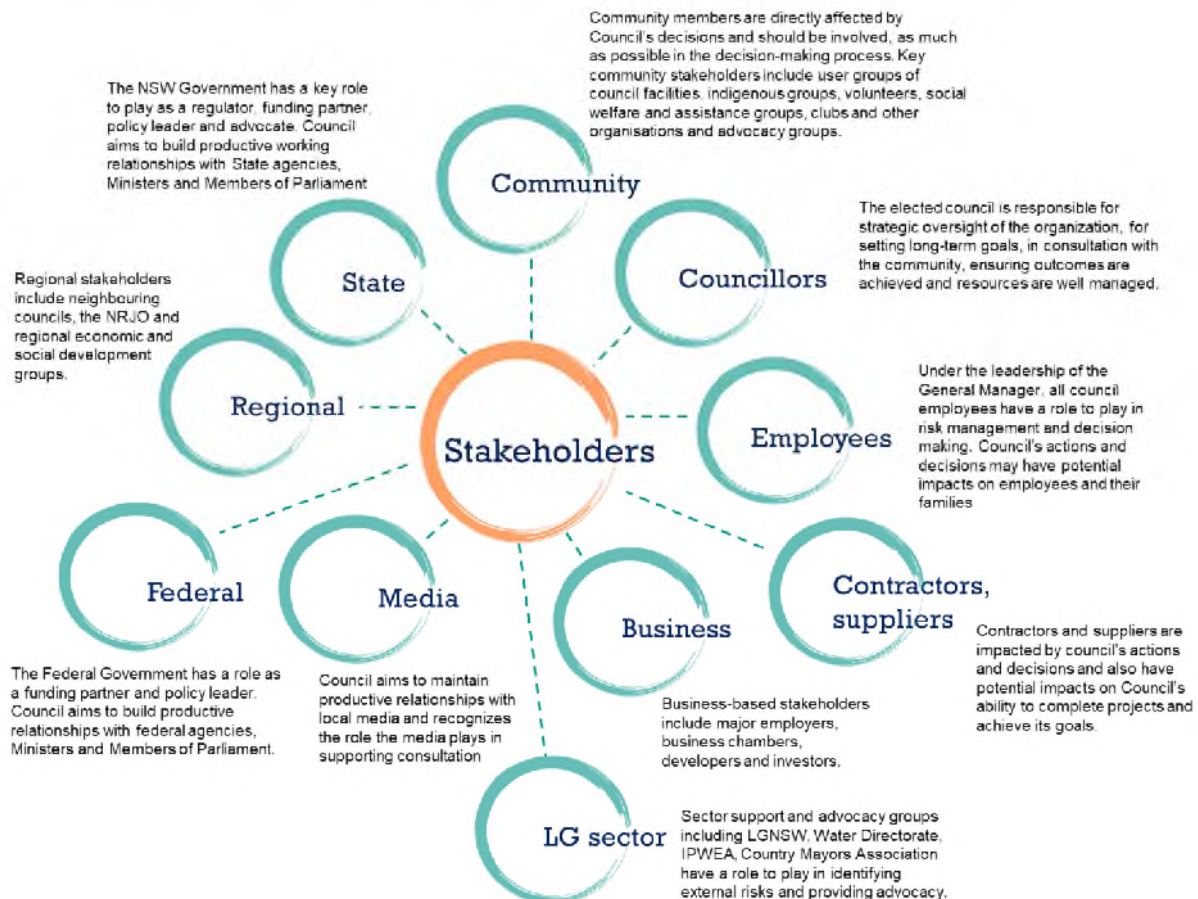 Community members are directly affected by
Council's decisions and should be involved, as much
as possible in the decision-making process. Key
community stakeholders include user groups of
council facilities, indigenous groups, volunteers, social
welfare and assistance groups, clubs and other
organisations and advocacy groups.
The NSW Government has a key role
to play as a regulator, funding partner,
policy leader and advocate. Council
aims to build productive working
relationships with State agencies,
Ministers and Members of Parliament
Community
The elected council is responsible for
strategic oversight of the organization, for
setting long-term goals, in consultation with
the community, ensuring outcomes are
achieved and resources are well managed.
State
Councillors
Regional stakeholders
include neighbouring
councils, the NRJO and
regional economic and
social development
groups.
Regional
Under the leadership of the
General Manager, all council
employees have a role to play in
risk management and decision
making. Council's actions and
decisions may have potential
impacts on employees and their
families
Employees
Stakeholders
Federal
Media
Business
Contractors,
suppliers
Contractors and suppliers are
impacted by council's actions
and decisions and also have
potential impacts on Council's
ability to complete projects and
achieve its goals.
The Federal Government has a role as
a funding partner and policy leader.
Council aims to build productive
relationships with federal agencies,
Ministers and Members of Parliament.
Council aims to maintain
productive relationships with
local media and recognizes
the role the media plays in
supporting consultation
Business-based stakeholders
include major employers,
business chambers,
developers and investors.
LG sector
Sector support and advocacy groups
including LGNSW, Water Directorate,
IPWEA, Country Mayors Association
have a role to play in identifying
external risks and providing advocacy.